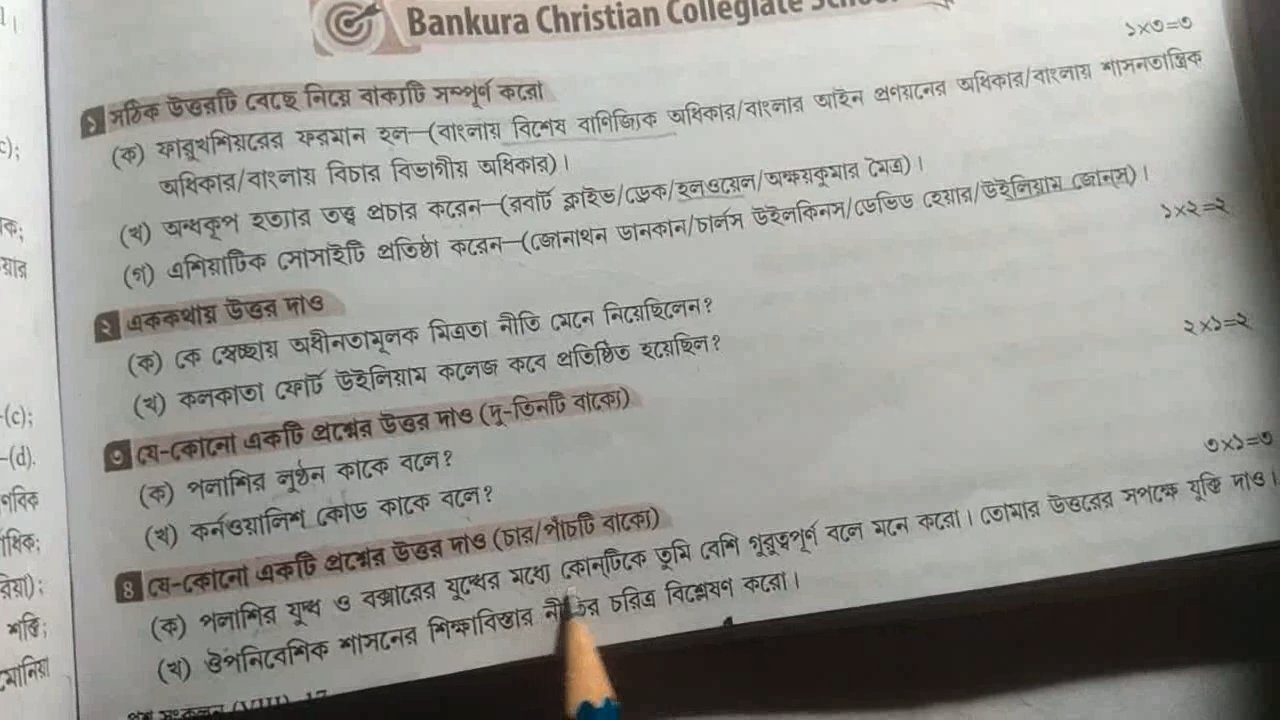 Bankura Christian Collegiate
১×৩=৩
১ সঠিক উত্তরটি বেছে নিয়ে বাক্যটি সম্পূর্ণ করো
(ক) ফারুখশিয়রের ফরমান হল—(বাংলায় বিশেষ বাণিজ্যিক অধিকার/বাংলার আইন প্রণয়নের অধিকার/বাংলায় শাসনতান্ত্রিক
অধিকার/বাংলায় বিচার বিভাগীয় অধিকার)।
(খ) অন্ধকূপ হত্যার তত্ত্ব প্রচার করেন—(রবার্ট ক্লাইভ/ড্রেক/হলওয়েল/অক্ষয়কুমার মৈত্র)।
(গ) এশিয়াটিক সোসাইটি প্রতিষ্ঠা করেন—(জোনাথন ডানকান/চার্লস উইলকিনস/ডেভিড হেয়ার/উইলিয়াম জোন্স)।
১×২=২
২ এককথায় উত্তর দাও
(ক) কে স্বেচ্ছায় অধীনতামূলক মিত্রতা নীতি মেনে নিয়েছিলেন?
(খ) কলকাতা ফোর্ট উইলিয়াম কলেজ কবে প্রতিষ্ঠিত হয়েছিল?
২×১=২
৩ যে-কোনো একটি প্রশ্নের উত্তর দাও (দু-তিনটি বাক্যে)
(ক) পলাশির লুণ্ঠন কাকে বলে?
(খ) কর্নওয়ালিশ কোড কাকে বলে?
৩×১=৩
৪ যে-কোনো একটি প্রশ্নের উত্তর দাও (চার/পাঁচটি বাক্যে)
(ক) পলাশির যুদ্ধ ও বক্সারের যুদ্ধের মধ্যে কোনটিকে তুমি বেশি গুরুত্বপূর্ণ বলে মনে করো। তোমার উত্তরের সপক্ষে যুক্তি দাও।
(খ) ঔপনিবেশিক শাসনের শিক্ষাবিস্তার চরিত্র বিশ্লেষণ করো।
c);
য়ার
-(c);
-(d).
শক্তি;